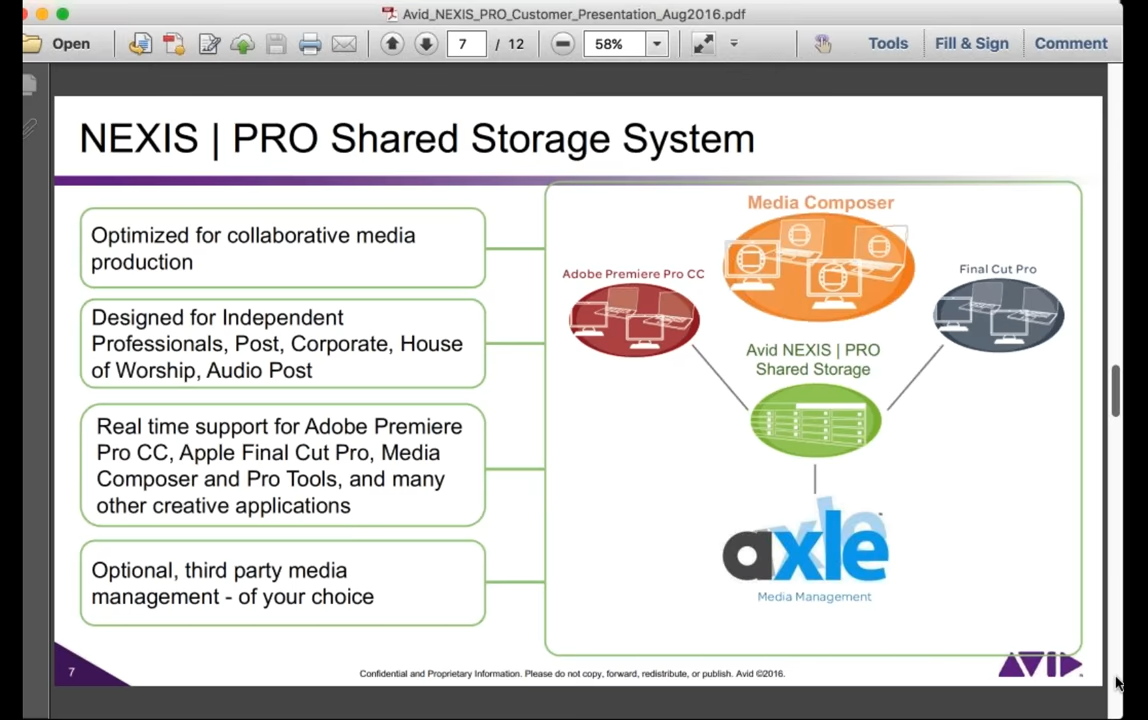 Avid_NEXIS_PRO_Customer_Presentation_Aug2016.pdf
Open
7
/ 12
58%
Tools
Fill & Sign
Comment
NEXIS | PRO Shared Storage System
Optimized for collaborative media
production
Designed for Independent
Professionals, Post, Corporate, House
of Worship, Audio Post
Real time support for Adobe Premiere
Pro CC, Apple Final Cut Pro, Media
Composer and Pro Tools, and many
other creative applications
Optional, third party media
management - of your choice
Media Composer
Adobe Premiere Pro CC
Final Cut Pro
Avid NEXIS | PRO
Shared Storage
axle
Media Management
7
Confidential and Proprietary Information. Please do not copy, forward, redistribute, or publish. Avid ©2016.
AVID